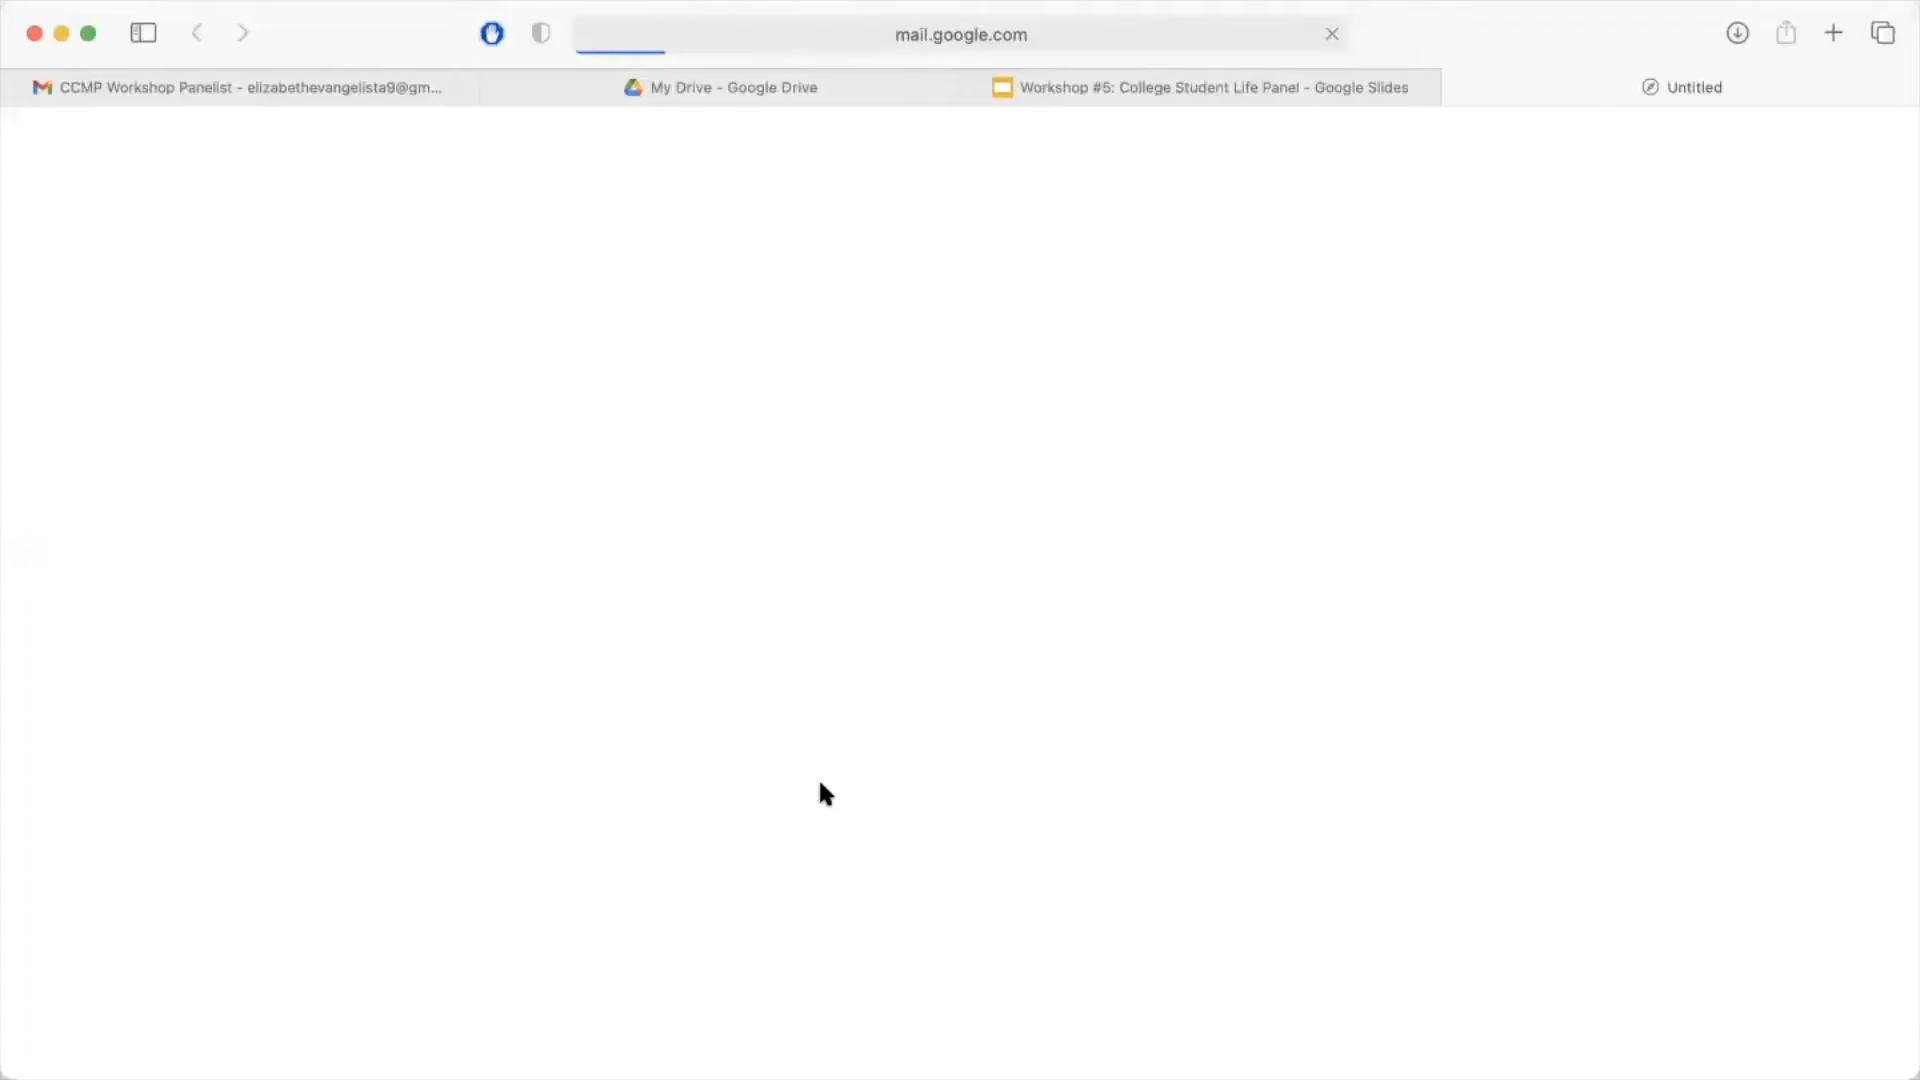 mail.google.com
CCMP Workshop Panelist - elizabethevangelista9@gm...
My Drive - Google Drive
Workshop #5: College Student Life Panel - Google Slides
Untitled